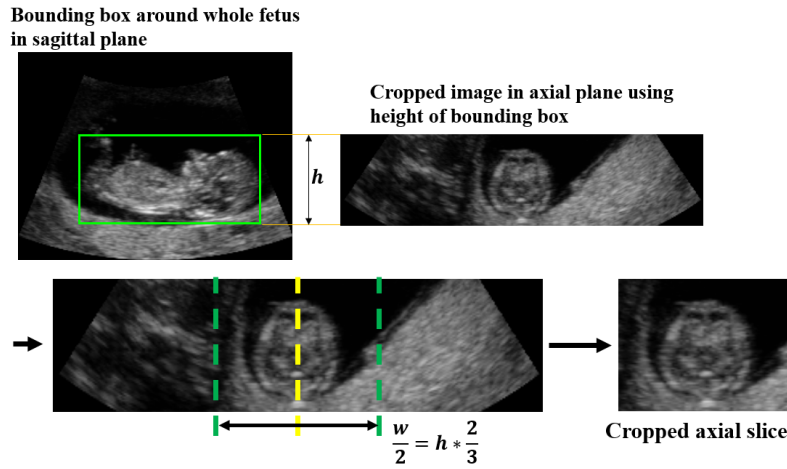 Bounding box around whole fetus
in sagittal plane
Cropped image in axial plane using
height of bounding box
h
w/2 = h * 2/3
Cropped axial slice